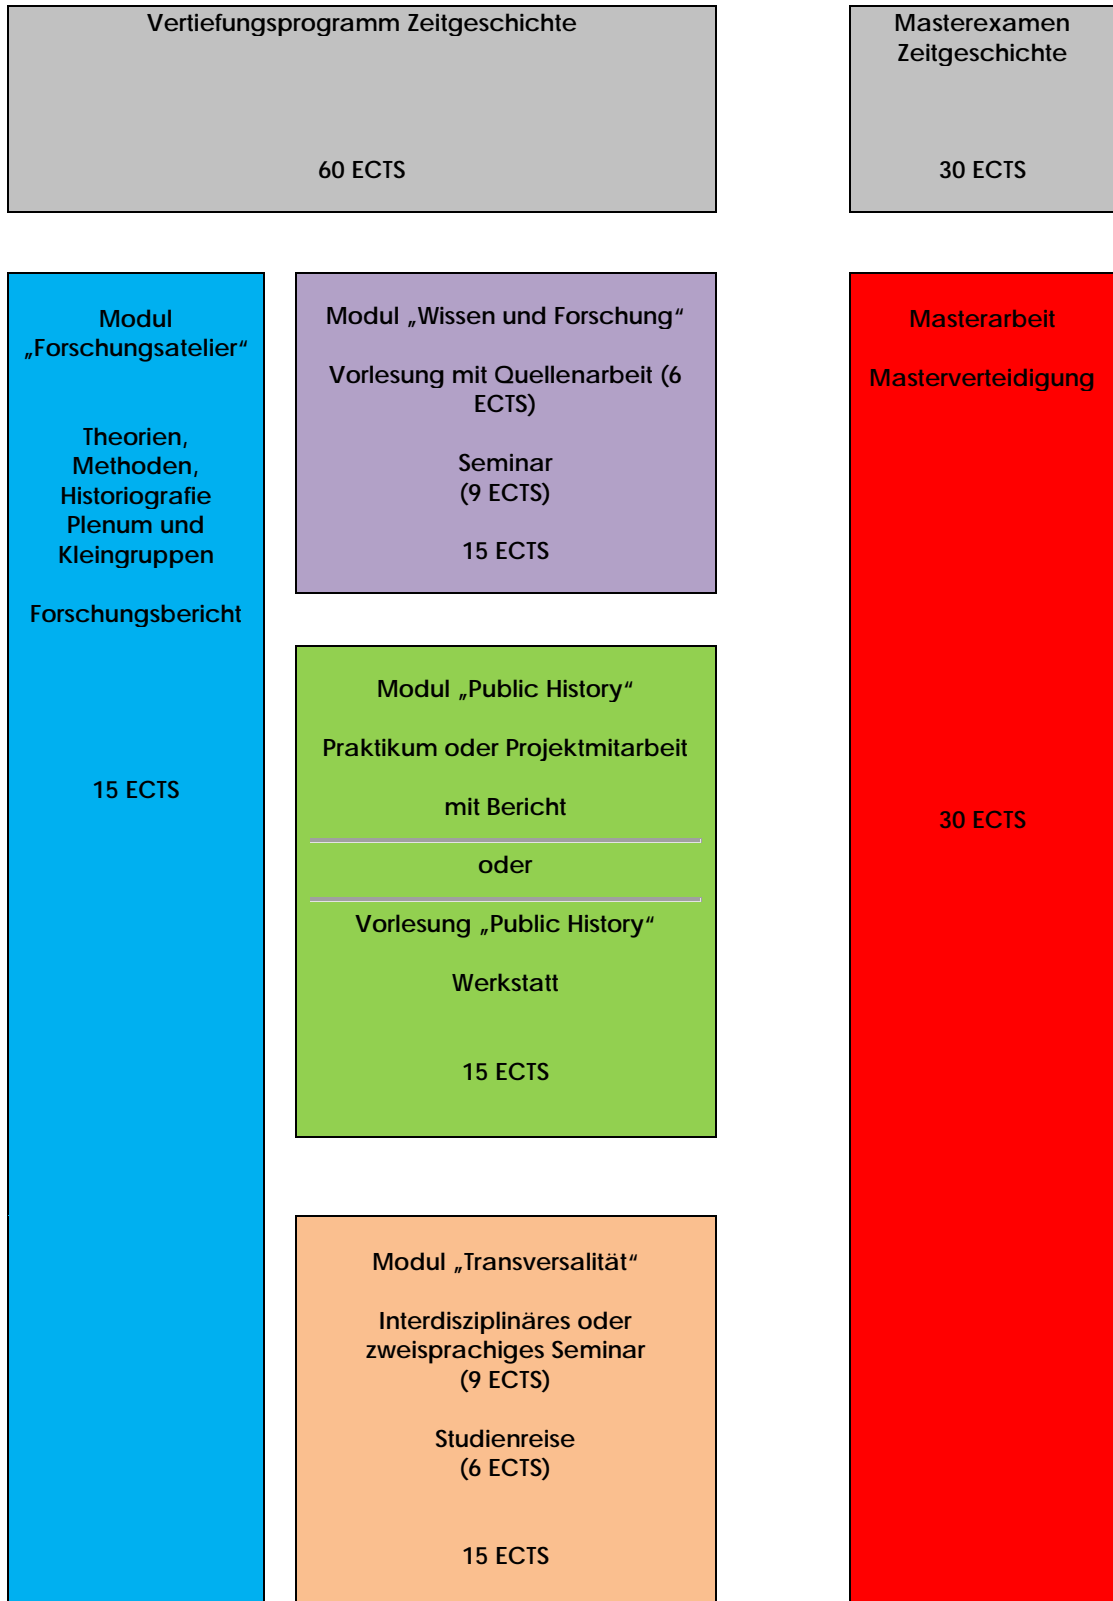 Vertiefungsprogramm Zeitgeschichte
60 ECTS
Masterexamen
Zeitgeschichte
30 ECTS
Modul
„Forschungsatelier“
Theorien,
Methoden,
Historiografie
Plenum und
Kleingruppen
Forschungsbericht
15 ECTS
Modul „Wissen und Forschung“
Vorlesung mit Quellenarbeit (6
ECTS)
Seminar
(9 ECTS)
15 ECTS
Modul „Public History“
Praktikum oder Projektmitarbeit
mit Bericht
oder
Vorlesung „Public History“
Werkstatt
15 ECTS
Modul „Transversalität“
Interdisziplinäres oder
zweisprachiges Seminar
(9 ECTS)
Studienreise
(6 ECTS)
15 ECTS
Masterarbeit
Masterverteidigung
30 ECTS